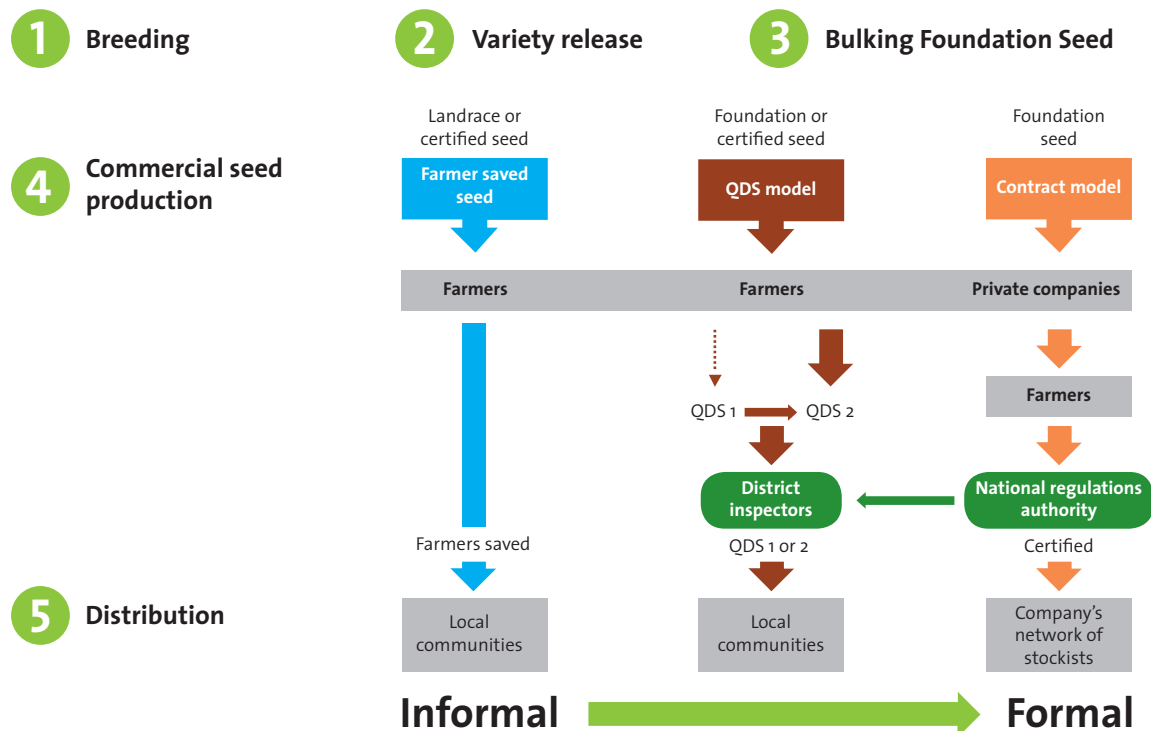 1 Breeding
2 Variety release
3 Bulking Foundation Seed
Landrace or
certified seed
Foundation or
certified seed
Foundation
seed
4 Commercial seed
production
Farmer saved
seed
QDS model
Contract model
Farmers
Farmers
Private companies
Farmers
QDS 1
QDS 2
District
inspectors
National regulations
authority
Farmers saved
QDS 1 or 2
Certified
5 Distribution
Local
communities
Local
communities
Company's
network of
stockists
Informal
Formal